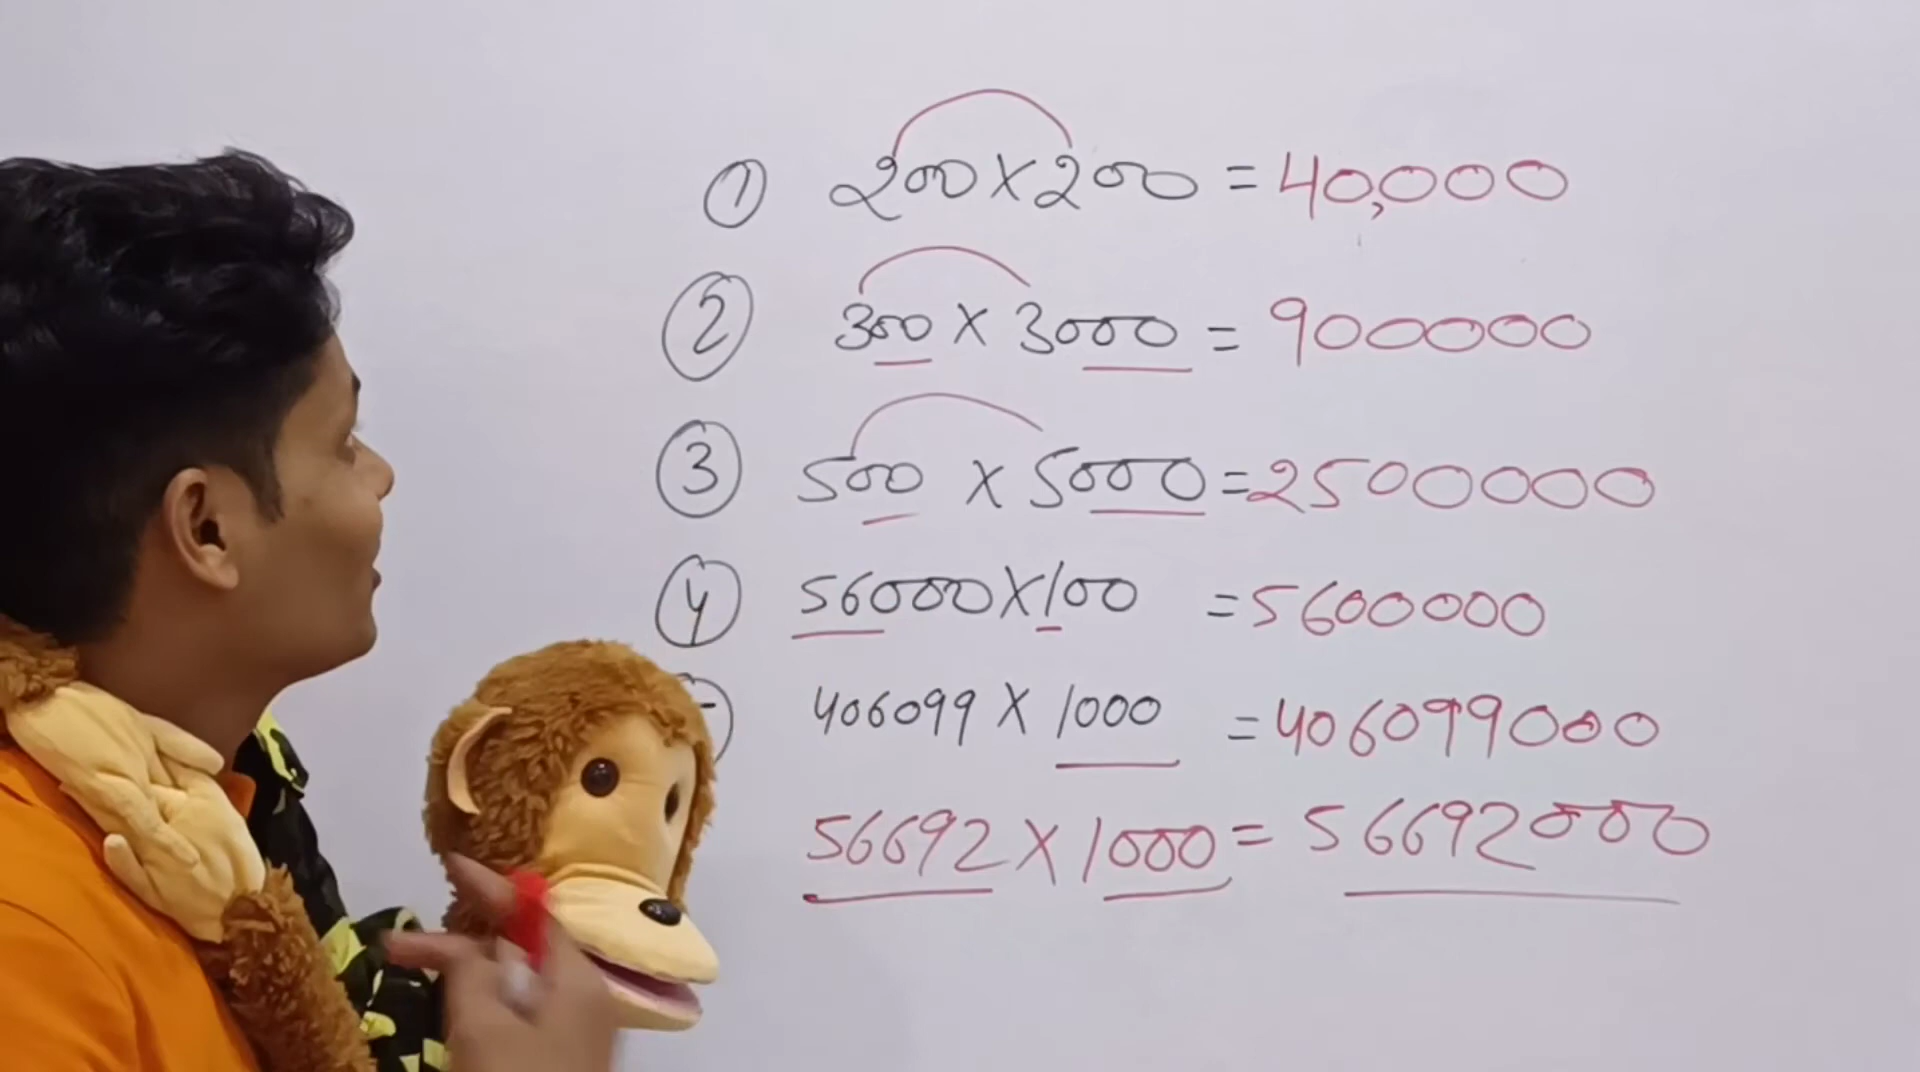 ① 200 × 200 = 40,000
② 300 × 3000 = 900000
③ 500 × 5000 = 2500000
④ 56000 × 100 = 5600000
406099 × 1000 = 406099000
56692 × 1000 = 56692000